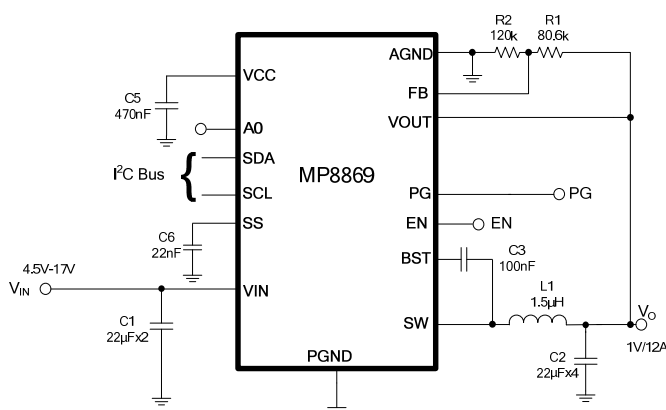 R2
120k
R1
80.6k
AGND
VCC
FB
C5
470nF
VOUT
A0
SDA
I²C Bus
{
MP8869
SCL
PG
PG
SS
EN
EN
C6
22nF
BST
C3
100nF
4.5V-17V
V_IN
VIN
L1
1.5µH
SW
V_O
1V/12A
C1
22µFx2
PGND
C2
22µFx4